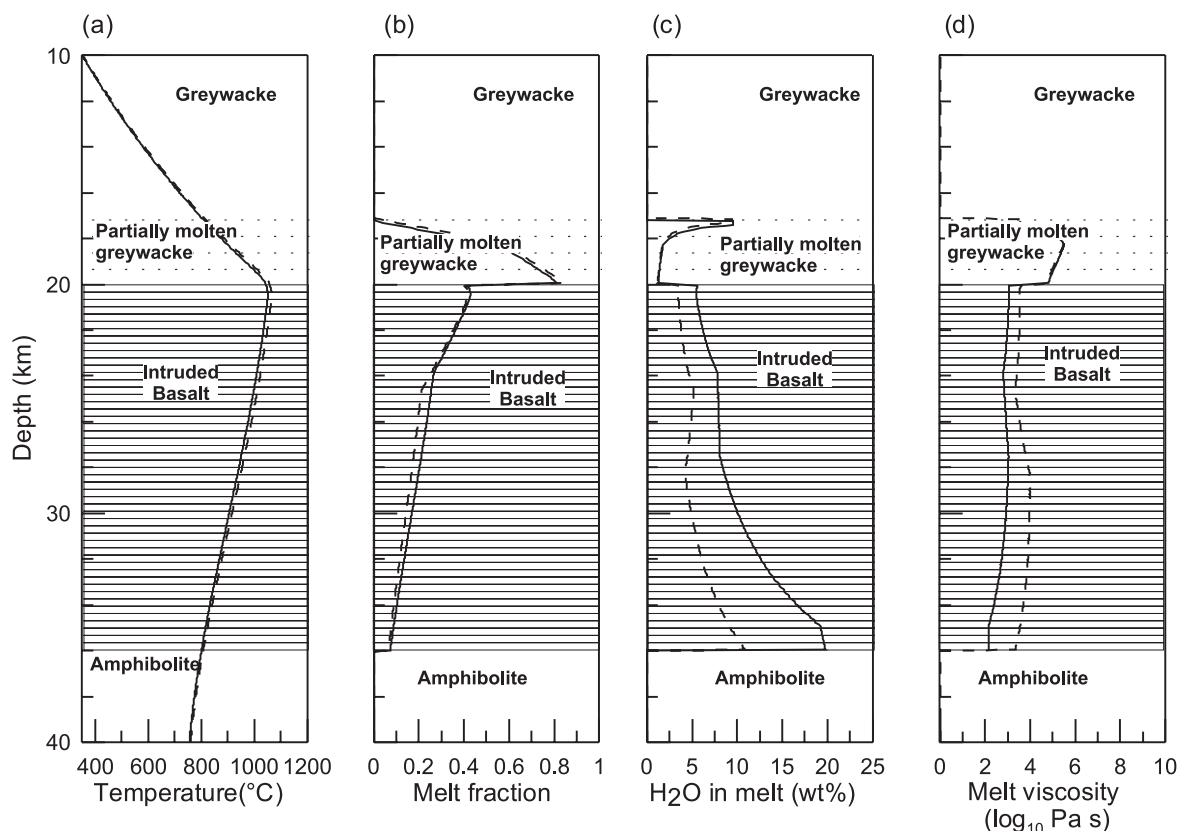 (a)
(b)
(c)
(d)
10
20
30
40
Depth (km)
Greywacke
Partially molten
greywacke
Intruded
Basalt
Amphibolite
400 600 800 1000 1200
Temperature(°C)
Greywacke
Partially molten
greywacke
Intruded
Basalt
Amphibolite
0 0.2 0.4 0.6 0.8 1
Melt fraction
Greywacke
Partially molten
greywacke
Intruded
Basalt
Amphibolite
0 5 10 15 20 25
H2O in melt (wt%)
Greywacke
Partially molten
greywacke
Intruded
Basalt
Amphibolite
0 2 4 6 8 10
Melt viscosity
(log10 Pa s)